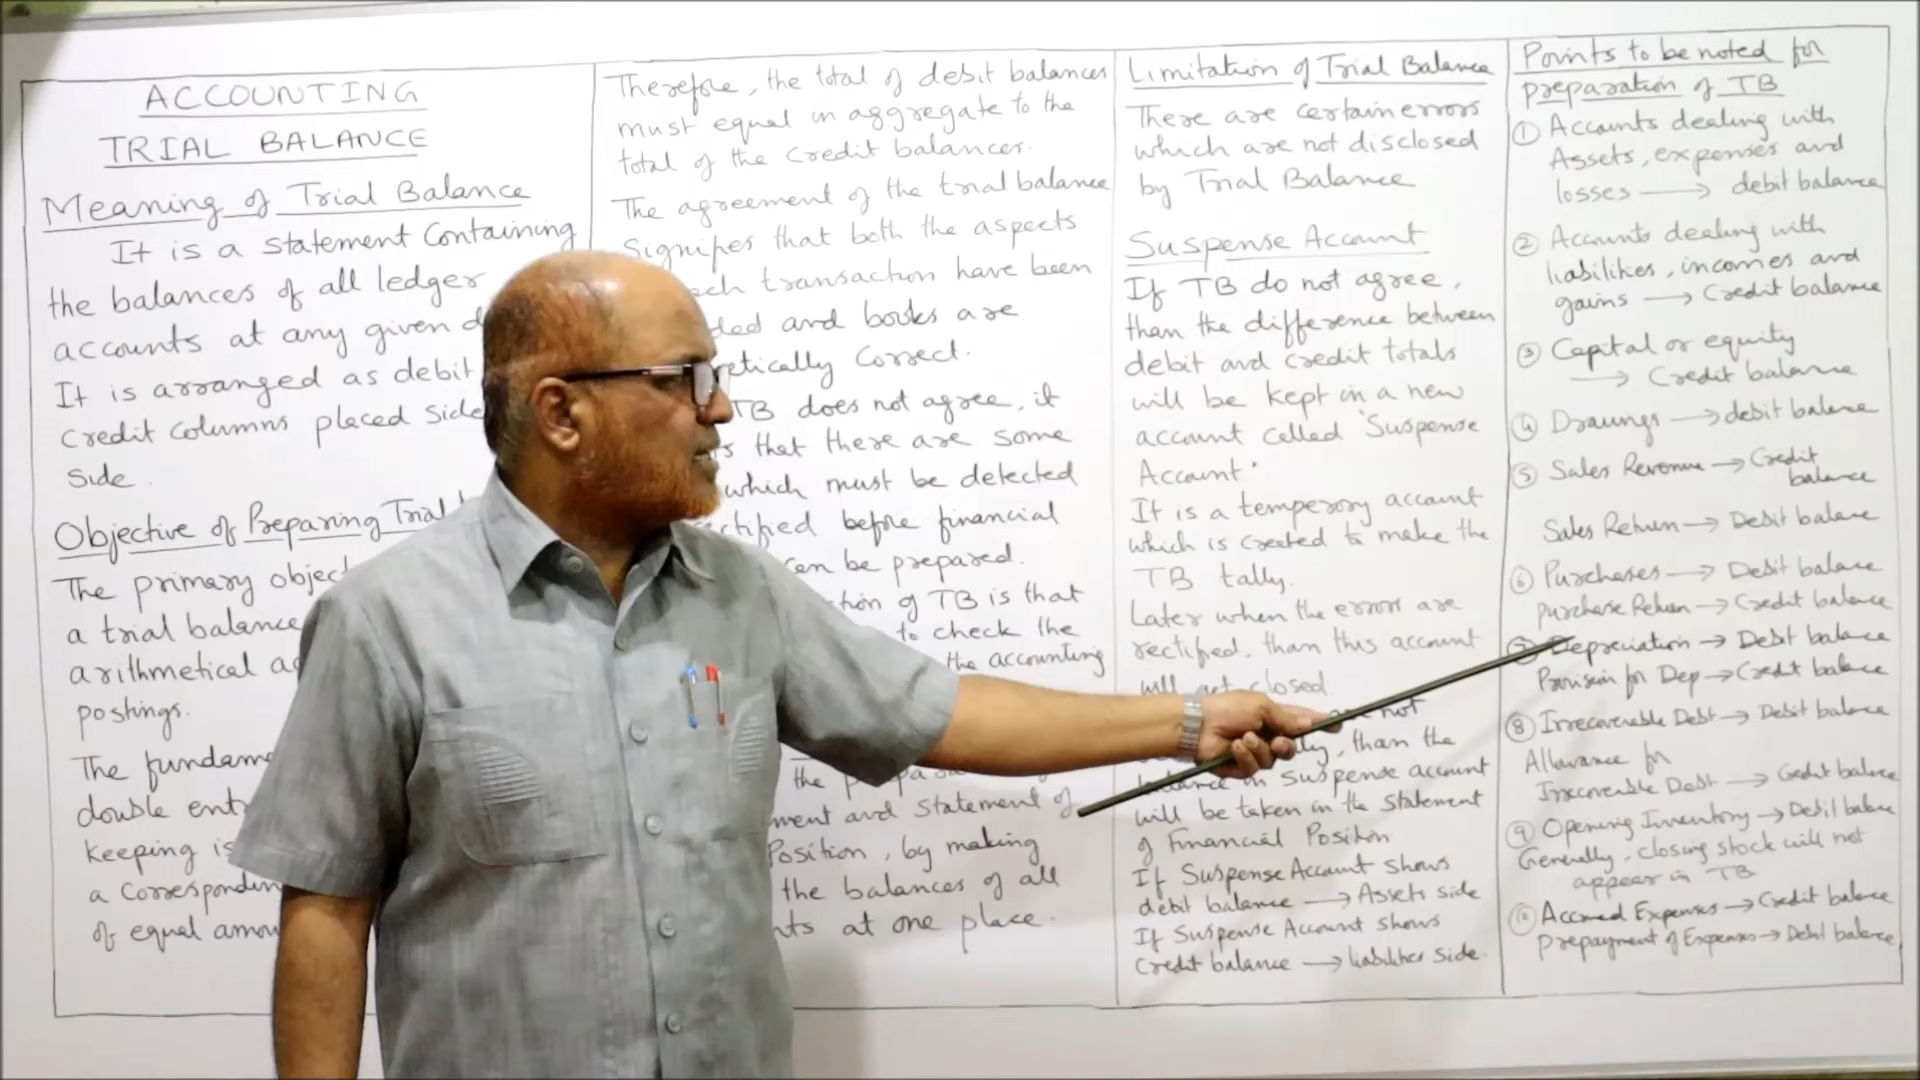 ACCOUNTING
TRIAL BALANCE
Meaning of Trial Balance
It is a statement Containing
the balances of all ledger
accounts at any given
It is arranged as debit
Credit Columns placed Side
Side.
Objective of Preparing Trial
The primary
a trial balance
arithmetical
postings.
The
double
keeping is
a
of equal
Therefore, the total of debit balances
must equal in aggregate to the
total of the Credit balances.
The agreement of the trial balance
Signifies that both the aspects
transaction have been
and books are
Correct.
TB does not agree, it
that there are some
which must be detected
before financial
can be prepared.
of TB is that
to check the
the accounting
the
and Statement of
Position, by making
the balances of all
at one place.
Limitation of Trial Balance
There are certain errors
which are not disclosed
by Trial Balance
Suspense Account
If TB do not agree,
than the difference between
debit and credit totals
will be kept in a new
account called 'Suspense
Account'
It is a temperory account
which is created to make the
TB tally.
Later when the error are
rectified, than this account
will get closed.
are not
than the
balance in Suspense account
will be taken in the Statement
of Financial Position
If Suspense Account shows
debit balance → Assets side
If Suspense Account shows
Credit balance → liabilities side.
Points to be noted for
preparation of TB
① Accounts dealing with
Assets, expenses and
losses → debit balance
② Accounts dealing with
liabilities, incomes and
gains → Credit balance
③ Capital or equity
→ Credit balance
④ Drawings → debit balance
⑤ Sales Revenue → Credit
balance
Sales Return → Debit balance
⑥ Purchases → Debit balance
purchase Return → Credit balance
⑦ Depreciation → Debit balance
Provision for Dep → Credit balance
⑧ Irrecoverable Debt → Debit balance
Allowance for
Irrecoverable Debt → Credit balance
⑨ Opening Inventory → Debit balance
Generally, closing stock will not
appear in TB
⑩ Accrued Expenses → Credit balance
prepayment of Expenses → Debit balance